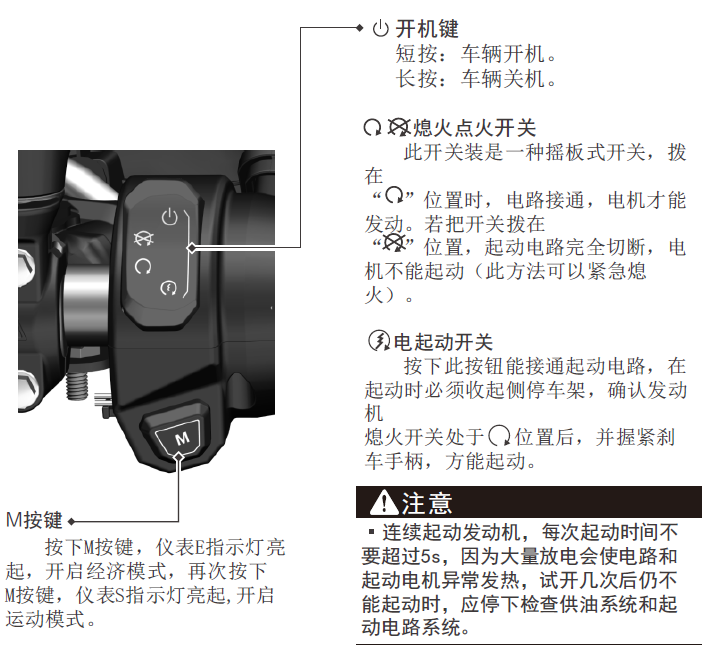 开机键
短按：车辆开机。
长按：车辆关机。
熄火点火开关
此开关装是一种摇板式开关，拨
在
“ ”位置时，电路接通，电机才能
发动。若把开关拨在
“ ”位置，起动电路完全切断，电
机不能起动（此方法可以紧急熄
火）。
电起动开关
按下此按钮能接通起动电路，在
起动时必须收起侧停车架，确认发动
机
熄火开关处于 位置后，并握紧刹
车手柄，方能起动。
注意
▪ 连续起动发动机，每次起动时间不
要超过5s，因为大量放电会使电路和
起动电机异常发热，试开几次后仍不
能起动时，应停下检查供油系统和起
动电路系统。
M
M按键
按下M按键，仪表E指示灯亮
起，开启经济模式，再次按下
M按键，仪表S指示灯亮起,开启
运动模式。